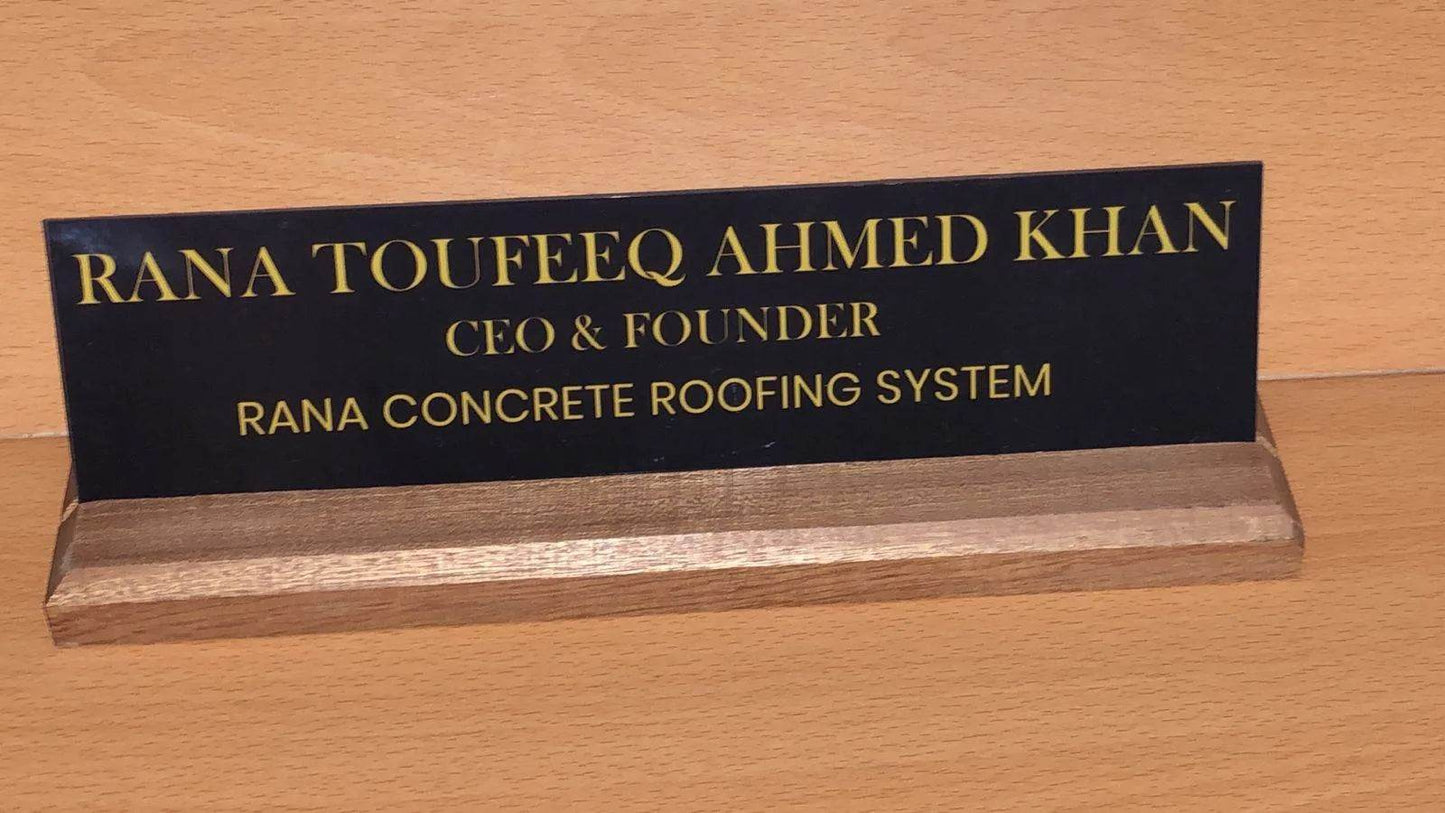 RANA TOUFEEQ AHMED KHAN
CEO & FOUNDER
RANA CONCRETE ROOFING SYSTEM